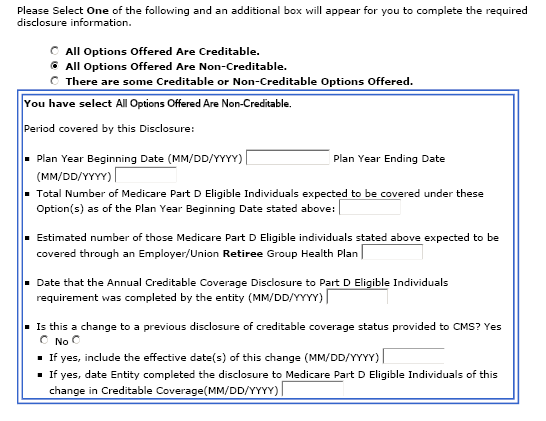 Please Select One of the following and an additional box will appear for you to complete the required
disclosure information.
All Options Offered Are Creditable.
All Options Offered Are Non-Creditable.
There are some Creditable or Non-Creditable Options Offered.
You have select All Options Offered Are Non-Creditable.
Period covered by this Disclosure:
Plan Year Beginning Date (MM/DD/YYYY) Plan Year Ending Date
(MM/DD/YYYY)
Total Number of Medicare Part D Eligible Individuals expected to be covered under these
Option(s) as of the Plan Year Beginning Date stated above:
Estimated number of those Medicare Part D Eligible individuals stated above expected to be
covered through an Employer/Union Retiree Group Health Plan
Date that the Annual Creditable Coverage Disclosure to Part D Eligible Individuals
requirement was completed by the entity (MM/DD/YYYY)
Is this a change to a previous disclosure of creditable coverage status provided to CMS? Yes
No
If yes, include the effective date(s) of this change (MM/DD/YYYY)
If yes, date Entity completed the disclosure to Medicare Part D Eligible Individuals of this
change in Creditable Coverage(MM/DD/YYYY)